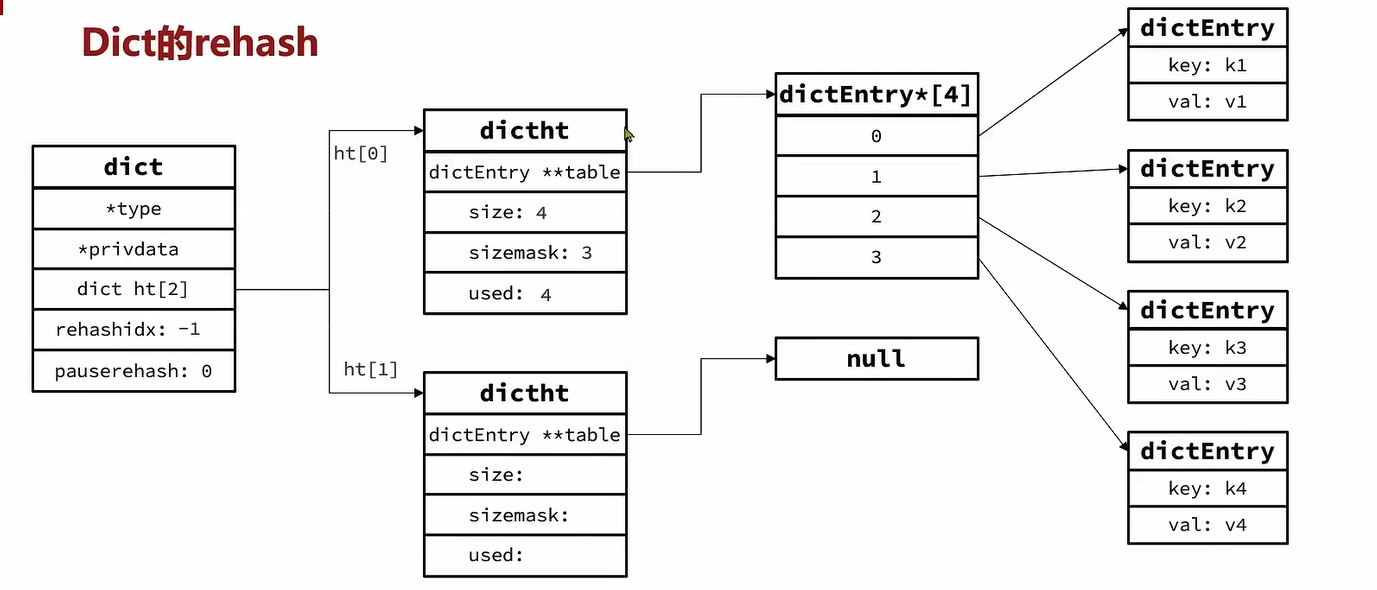 Dict的rehash
dict
*type
*privdata
dict ht[2]
rehashidx: -1
pauserehash: 0
ht[0]
ht[1]
dictht
dictEntry **table
size: 4
sizemask: 3
used: 4
dictht
dictEntry **table
size:
sizemask:
used:
dictEntry*[4]
0
1
2
3
null
dictEntry
key: k1
val: v1
dictEntry
key: k2
val: v2
dictEntry
key: k3
val: v3
dictEntry
key: k4
val: v4